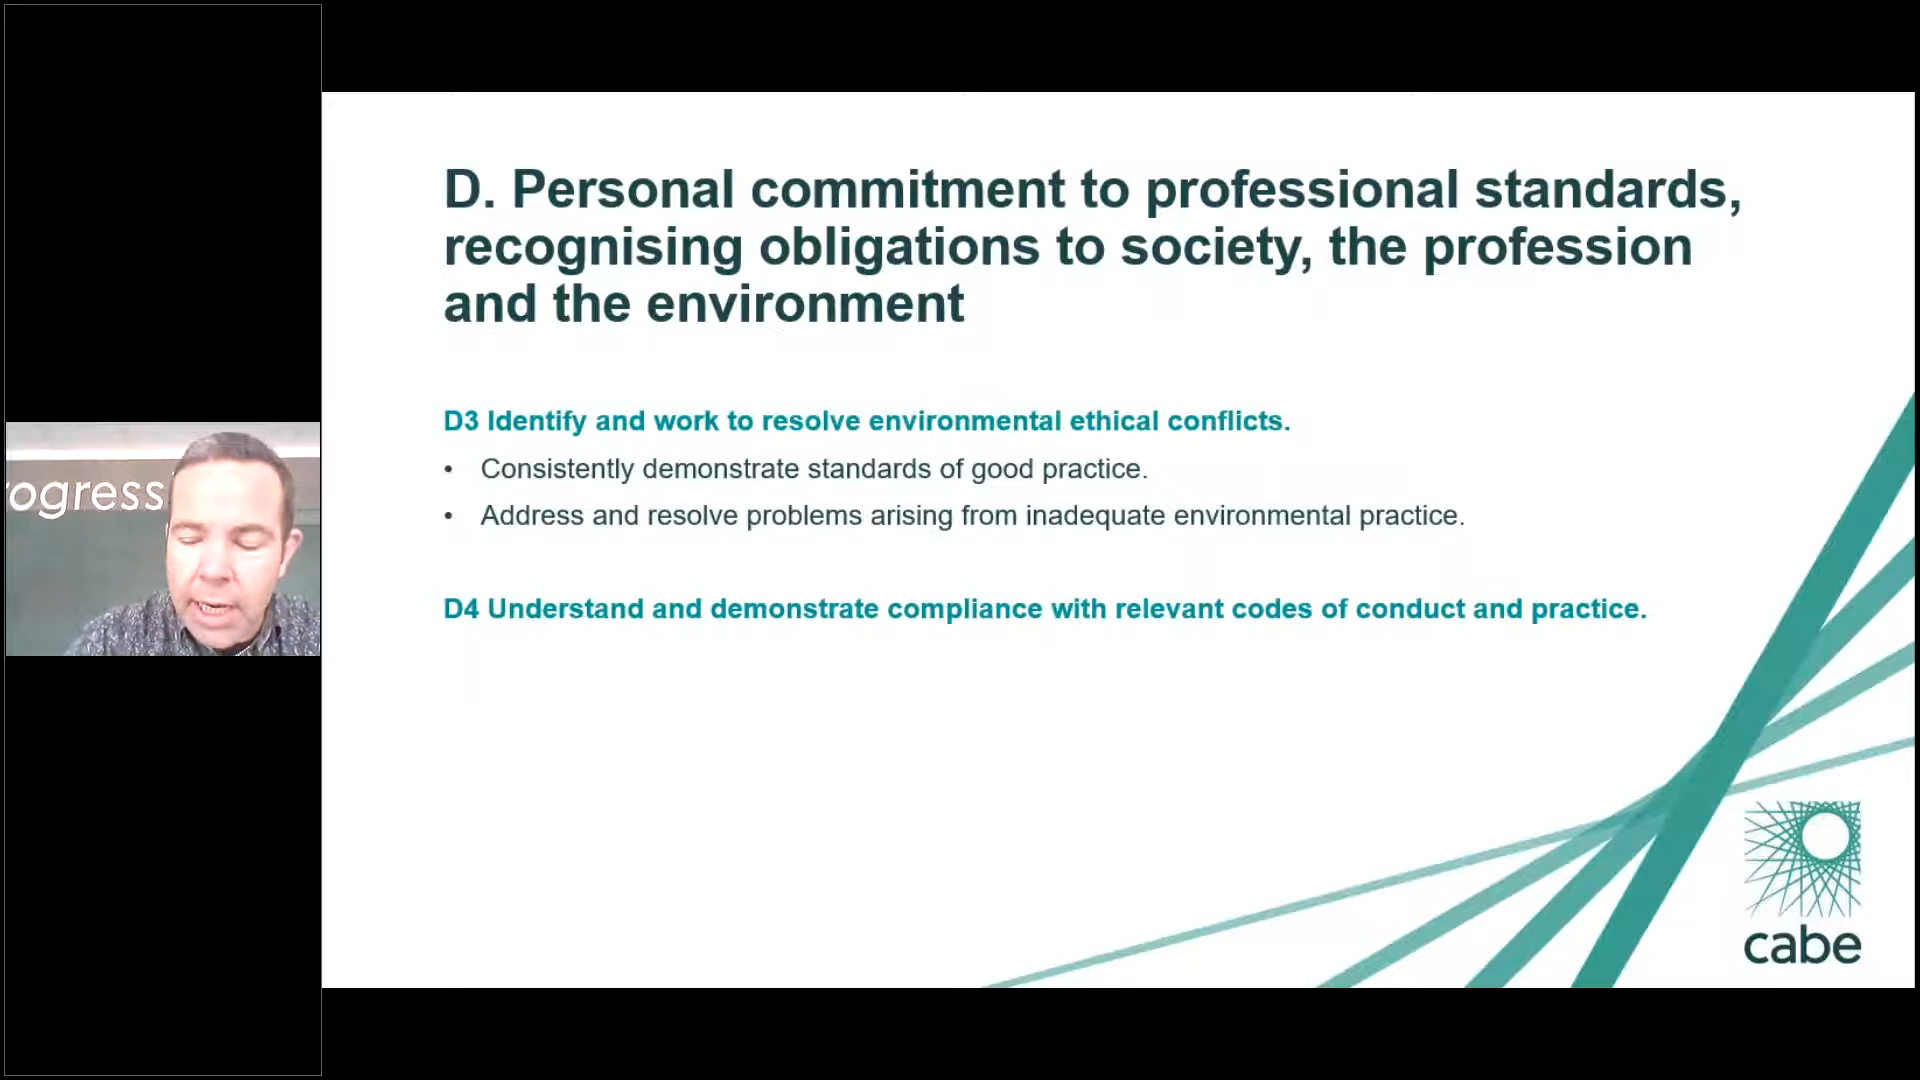 D. Personal commitment to professional standards,
recognising obligations to society, the profession
and the environment
D3 Identify and work to resolve environmental ethical conflicts.
• Consistently demonstrate standards of good practice.
• Address and resolve problems arising from inadequate environmental practice.
D4 Understand and demonstrate compliance with relevant codes of conduct and practice.
ogress
cabe